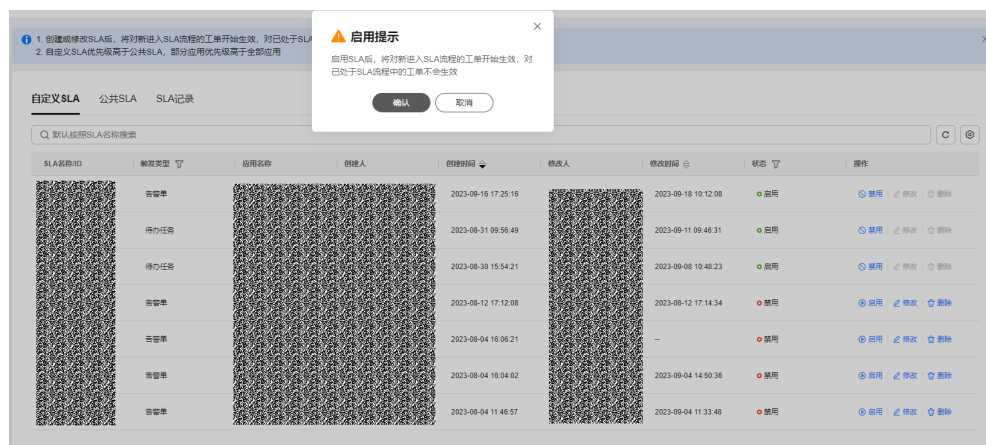 1. 创建或修改SLA后，将对新进入SLA流程的工单开始生效，对已处于SLA
2. 自定义SLA优先级高于公共SLA，部分应用优先级高于全部应用
启用提示
启用SLA后，将对新进入SLA流程的工单开始生效，对
已处于SLA流程中的工单不会生效
确认 取消
自定义SLA 公共SLA SLA记录
默认按照SLA名称搜索
SLA名称/ID 触发类型 应用名称 创建人 创建时间 修改人 修改时间 状态 操作
告警单 2023-09-16 17:25:16 2023-09-18 10:12:08 启用 禁用 修改 删除
待办任务 2023-08-31 09:56:49 2023-09-11 09:46:31 启用 禁用 修改 删除
待办任务 2023-08-30 15:54:21 2023-09-08 10:48:23 启用 禁用 修改 删除
告警单 2023-08-12 17:12:08 2023-08-12 17:14:34 禁用 启用 修改 删除
告警单 2023-08-04 16:06:21 -- 禁用 启用 修改 删除
告警单 2023-08-04 16:04:02 2023-09-04 14:50:36 禁用 启用 修改 删除
告警单 2023-08-04 11:46:57 2023-09-04 11:33:48 禁用 启用 修改 删除